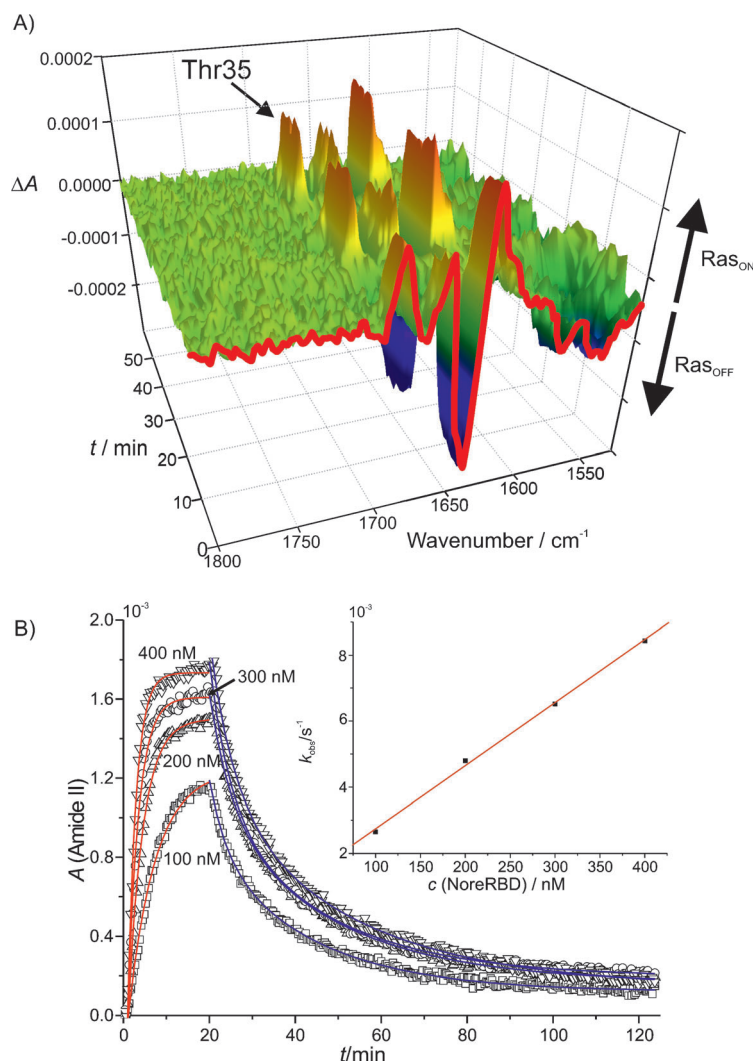 A)
0.0002
Thr35
0.0001
0.0000
ΔA
-0.0001
-0.0002
Ras_ON
Ras_OFF
50
40
30
t / min
20
10
0
1800
1750
1700
1650
1600
1550
Wavenumber / cm⁻¹
B)
10⁻³
2.0
1.6
1.2
0.8
0.4
0.0
A (Amide II)
400 nM
300 nM
200 nM
100 nM
0
20
40
60
80
100
120
t/min
10⁻³
8
6
4
2
k_obs/s⁻¹
100
150
200
250
300
350
400
c (NoreRBD) / nM